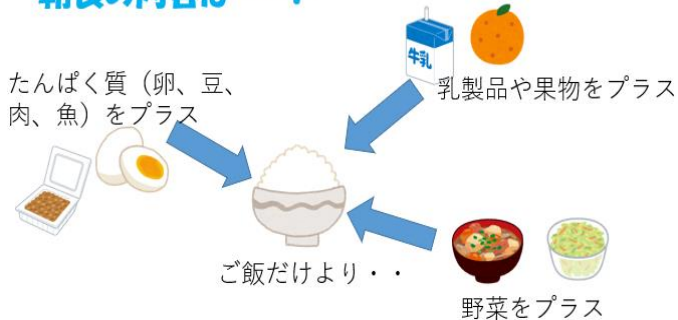 牛乳
たんぱく質（卵、豆、
肉、魚）をプラス
乳製品や果物をプラス
ご飯だけより・・
野菜をプラス